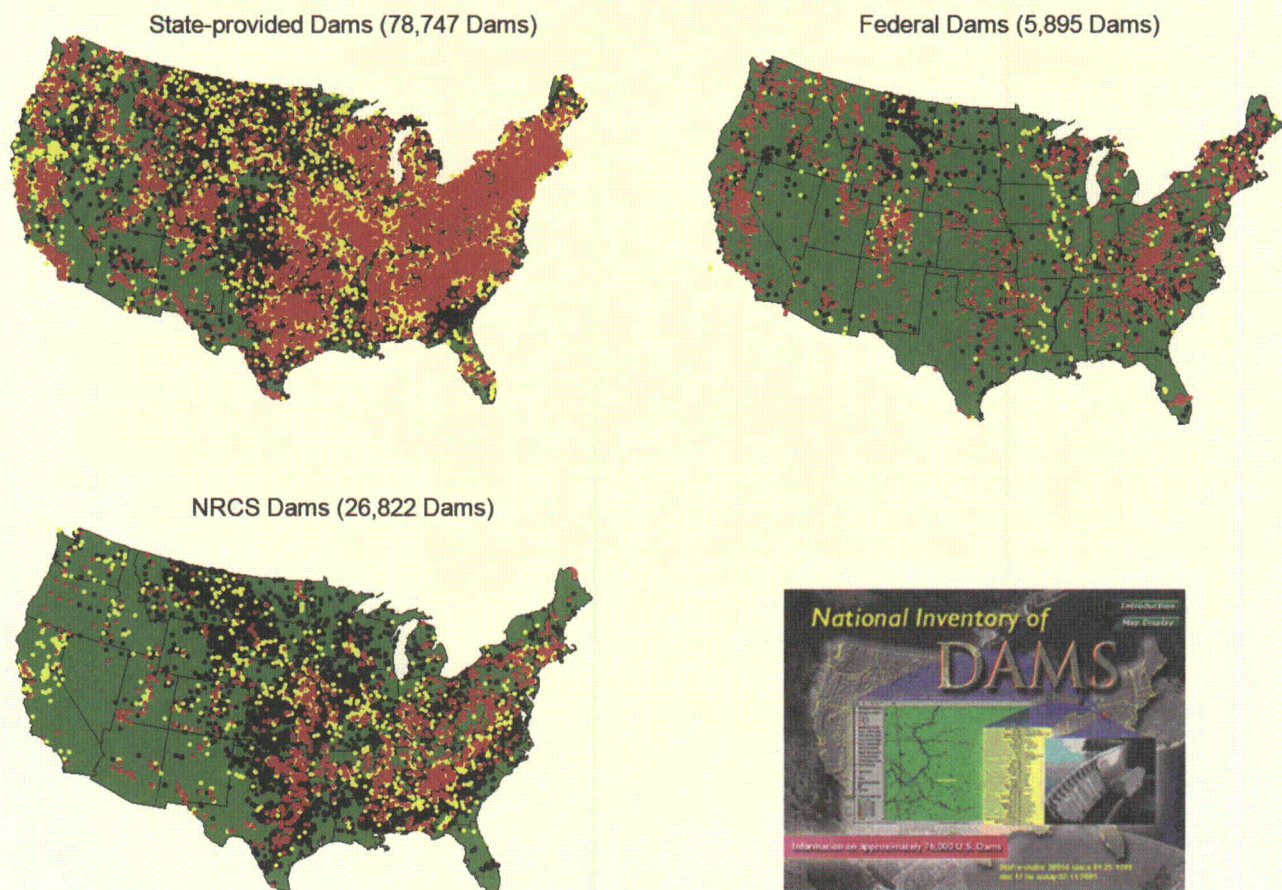 State-provided Dams (78,747 Dams)
Federal Dams (5,895 Dams)
NRCS Dams (26,822 Dams)
National Inventory of
DAMS
Introduction
Map Display
Information on approximately 76,000 U.S. Dams